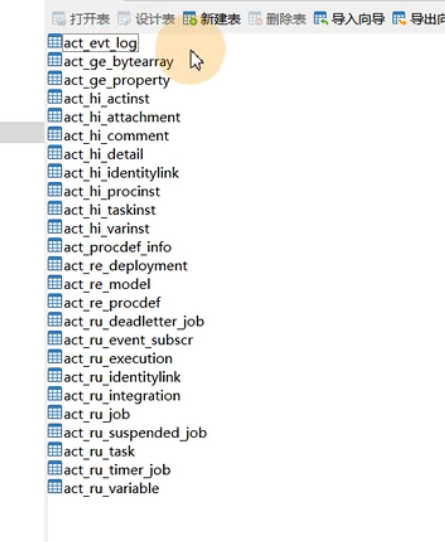 打开表 设计表 新建表 删除表 导入向导 导出向
act_evt_log
act_ge_bytearray
act_ge_property
act_hi_actinst
act_hi_attachment
act_hi_comment
act_hi_detail
act_hi_identitylink
act_hi_procinst
act_hi_taskinst
act_hi_varinst
act_procdef_info
act_re_deployment
act_re_model
act_re_procdef
act_ru_deadletter_job
act_ru_event_subscr
act_ru_execution
act_ru_identitylink
act_ru_integration
act_ru_job
act_ru_suspended_job
act_ru_task
act_ru_timer_job
act_ru_variable